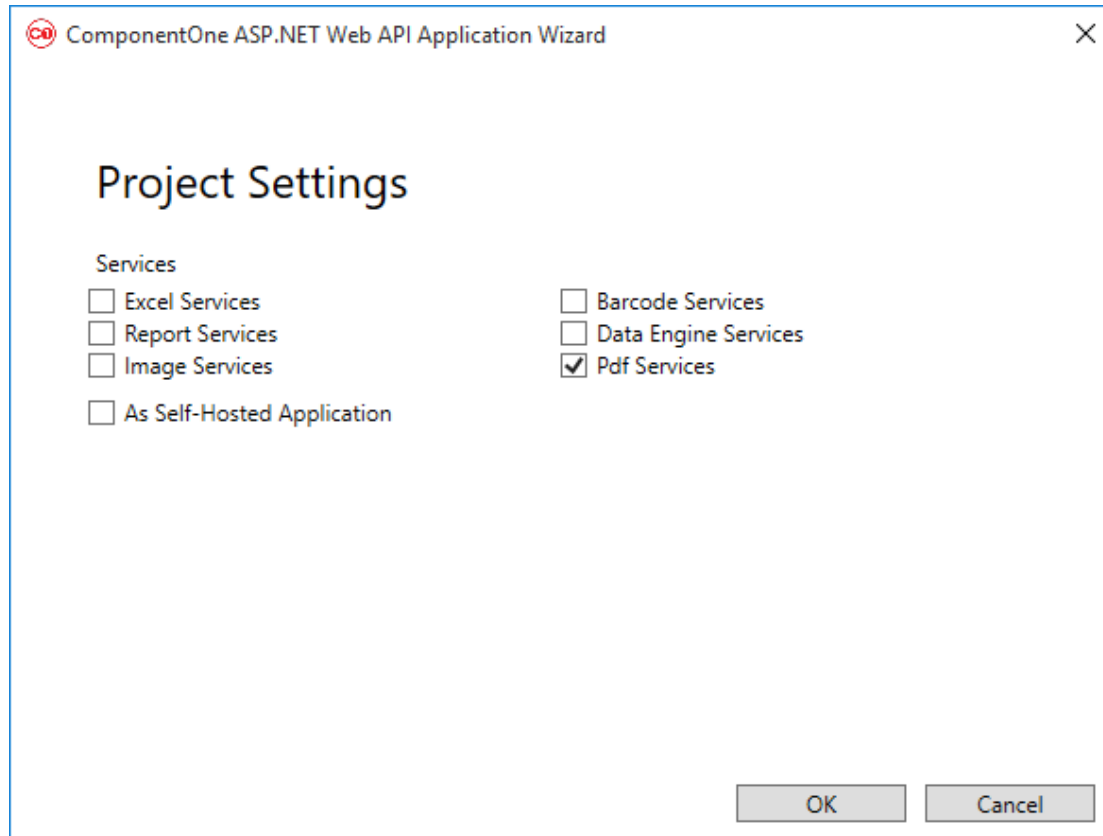 C1 ComponentOne ASP.NET Web API Application Wizard
Project Settings
Services
Excel Services
Barcode Services
Report Services
Data Engine Services
Image Services
Pdf Services
As Self-Hosted Application
OK
Cancel